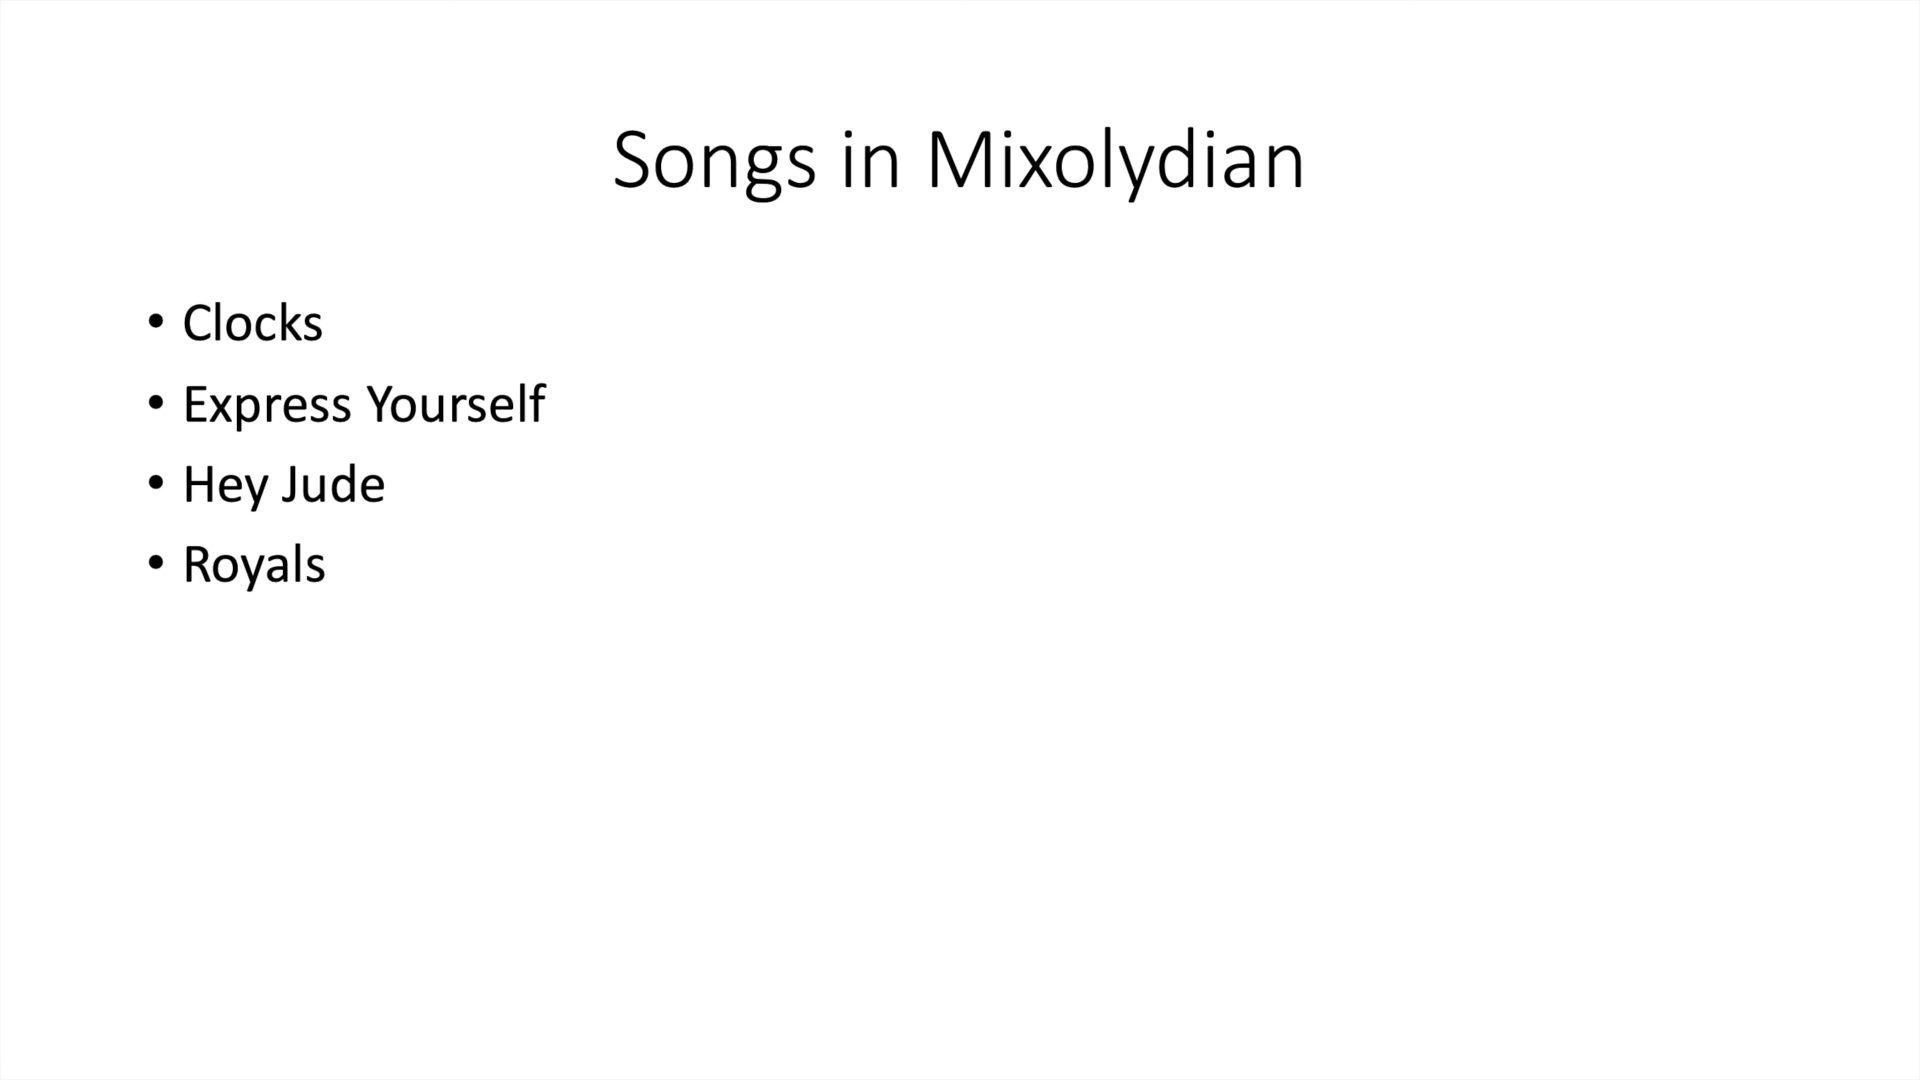 Songs in Mixolydian
• Clocks
• Express Yourself
• Hey Jude
• Royals